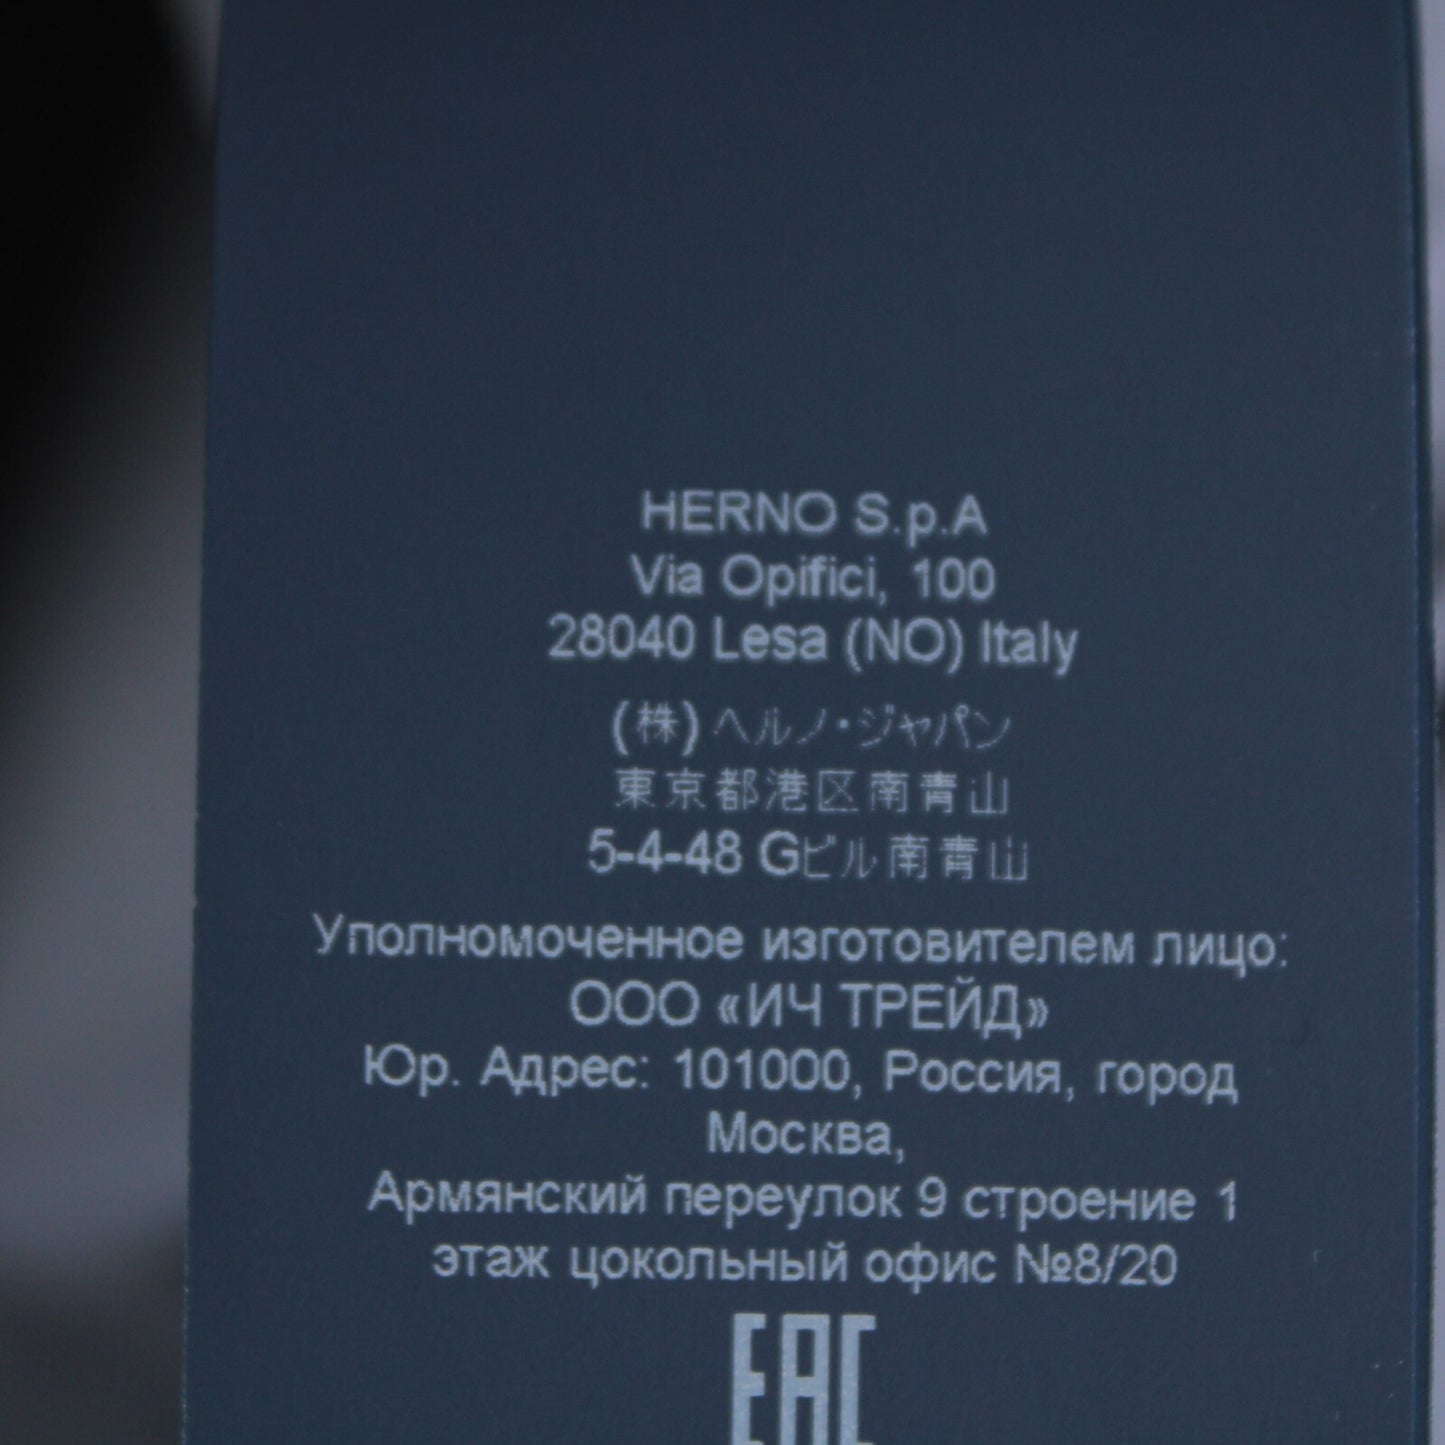 HERNO S.p.A
Via Opifici, 100
28040 Lesa (NO) Italy
(株) ヘルノ・ジャパン
東京都港区南青山
5-4-48 Gビル南青山
Уполномоченное изготовителем лицо:
ООО «ИЧ ТРЕЙД»
Юр. Адрес: 101000, Россия, город
Москва,
Армянский переулок 9 строение 1
этаж цокольный офис №8/20
EAC